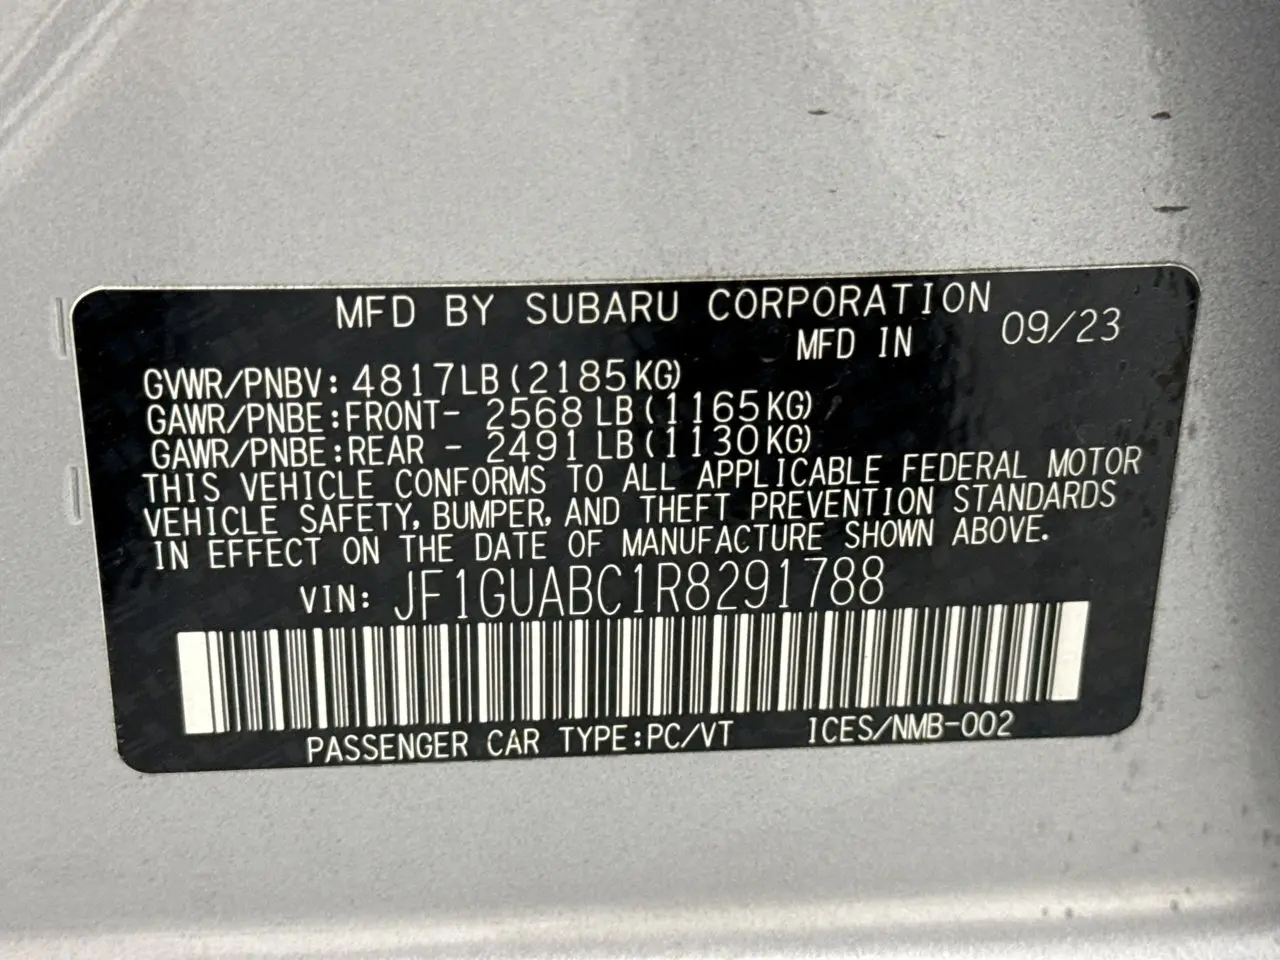 MFD BY SUBARU CORPORATION
MFD IN 09/23
GVWR/PNBV: 4817LB (2185KG)
GAWR/PNBE:FRONT- 2568 LB (1165KG)
GAWR/PNBE:REAR - 2491 LB (1130KG)
THIS VEHICLE CONFORMS TO ALL APPLICABLE FEDERAL MOTOR
VEHICLE SAFETY, BUMPER, AND THEFT PREVENTION STANDARDS
IN EFFECT ON THE DATE OF MANUFACTURE SHOWN ABOVE.
VIN: JF1GUABC1R8291788
PASSENGER CAR TYPE:PC/VT ICES/NMB-002